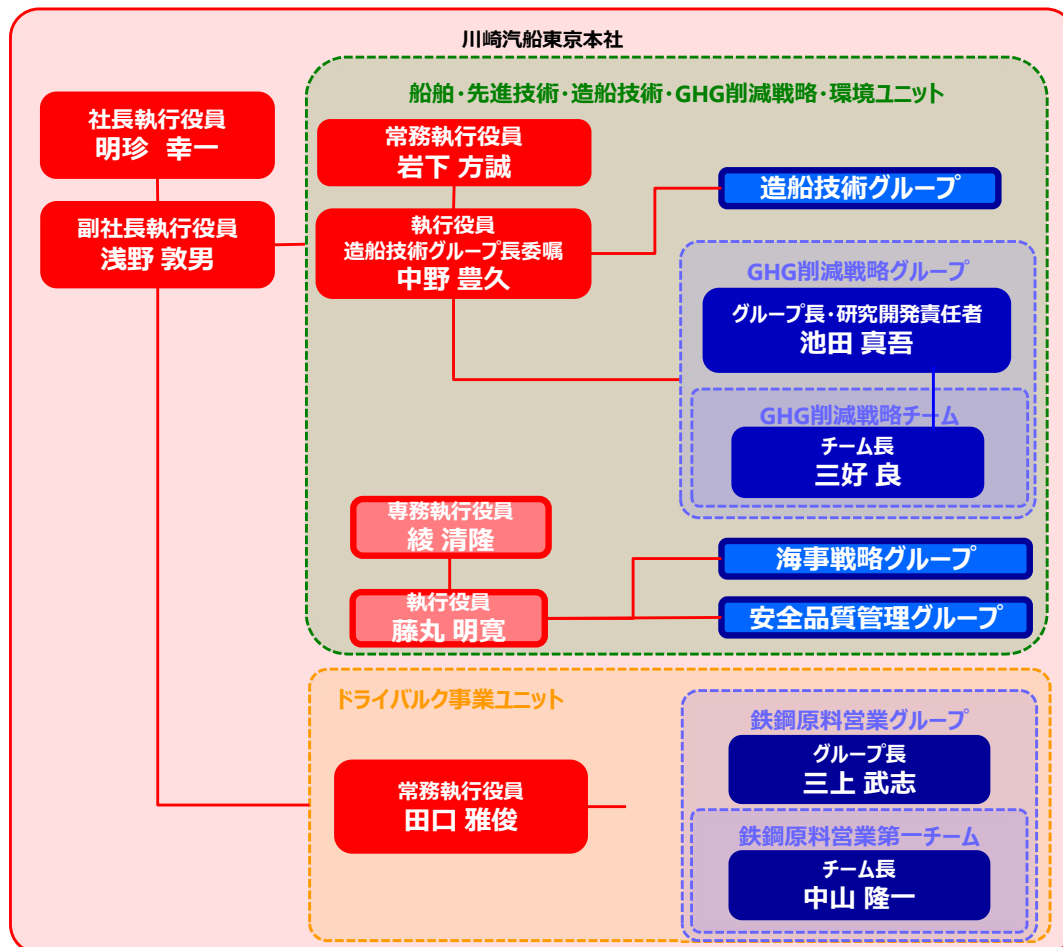 川崎汽船東京本社
船舶・先進技術・造船技術・GHG削減戦略・環境ユニット
社長執行役員
明珍 幸一
副社長執行役員
浅野 敦男
常務執行役員
岩下 方誠
執行役員
造船技術グループ長委嘱
中野 豊久
造船技術グループ
GHG削減戦略グループ
グループ長・研究開発責任者
池田 真吾
GHG削減戦略チーム
チーム長
三好 良
専務執行役員
綾 清隆
執行役員
藤丸 明寛
海事戦略グループ
安全品質管理グループ
ドライバルク事業ユニット
常務執行役員
田口 雅俊
鉄鋼原料営業グループ
グループ長
三上 武志
鉄鋼原料営業第一チーム
チーム長
中山 隆一